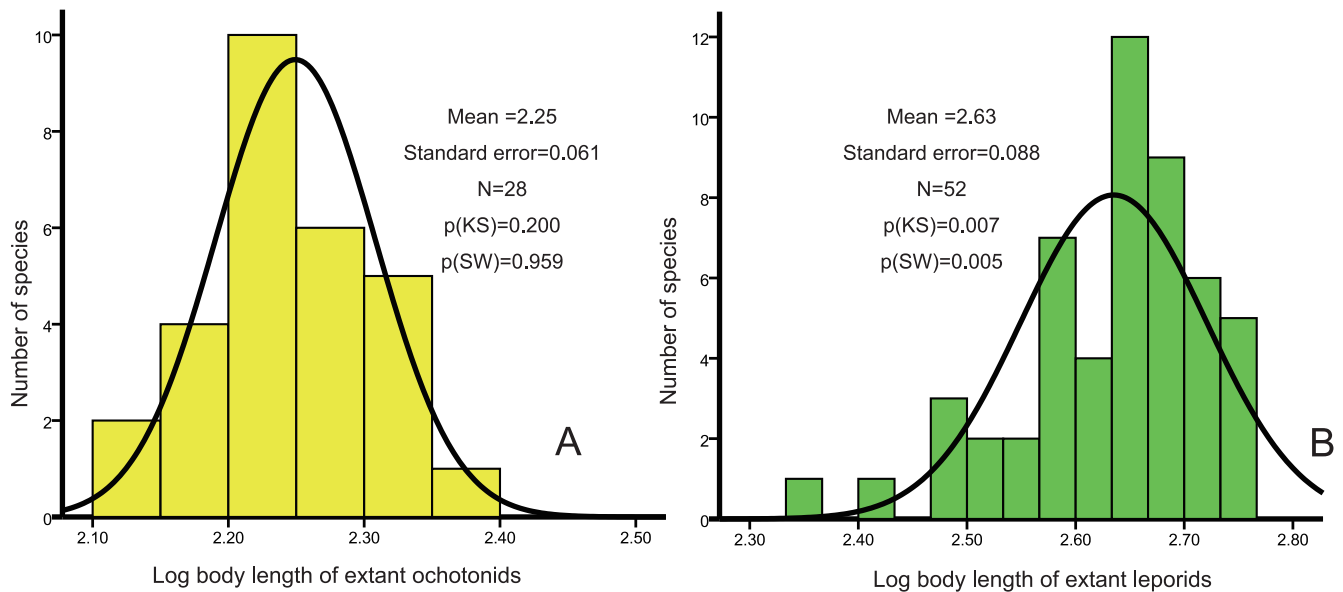 10
8
6
4
2
0
Number of species
Mean =2.25
Standard error=0.061
N=28
p(KS)=0.200
p(SW)=0.959
A
2.10 2.20 2.30 2.40 2.50
Log body length of extant ochotonids
12
10
8
6
4
2
0
Number of species
Mean =2.63
Standard error=0.088
N=52
p(KS)=0.007
p(SW)=0.005
B
2.30 2.40 2.50 2.60 2.70 2.80
Log body length of extant leporids